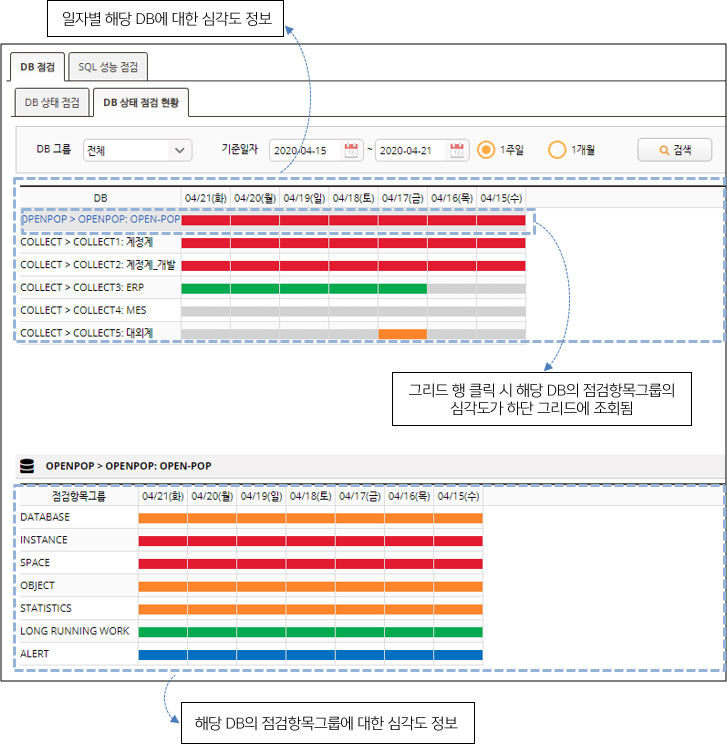 일자별 해당 DB에 대한 심각도 정보
DB 점검 SQL 성능 점검
DB 상태 점검 DB 상태 점검 현황
DB 그룹 전체 기준일자 2020-04-15 ~ 2020-04-21 1주일 1개월 검색
DB 04/21(화) 04/20(월) 04/19(일) 04/18(토) 04/17(금) 04/16(목) 04/15(수)
OPENPOP > OPENPOP: OPEN-POP
COLLECT > COLLECT1: 계정계
COLLECT > COLLECT2: 계정계_개발
COLLECT > COLLECT3: ERP
COLLECT > COLLECT4: MES
COLLECT > COLLECT5: 대외계
그리드 행 클릭 시 해당 DB의 점검항목그룹의
심각도가 하단 그리드에 조회됨
OPENPOP > OPENPOP: OPEN-POP
점검항목그룹 04/21(화) 04/20(월) 04/19(일) 04/18(토) 04/17(금) 04/16(목) 04/15(수)
DATABASE
INSTANCE
SPACE
OBJECT
STATISTICS
LONG RUNNING WORK
ALERT
해당 DB의 점검항목그룹에 대한 심각도 정보